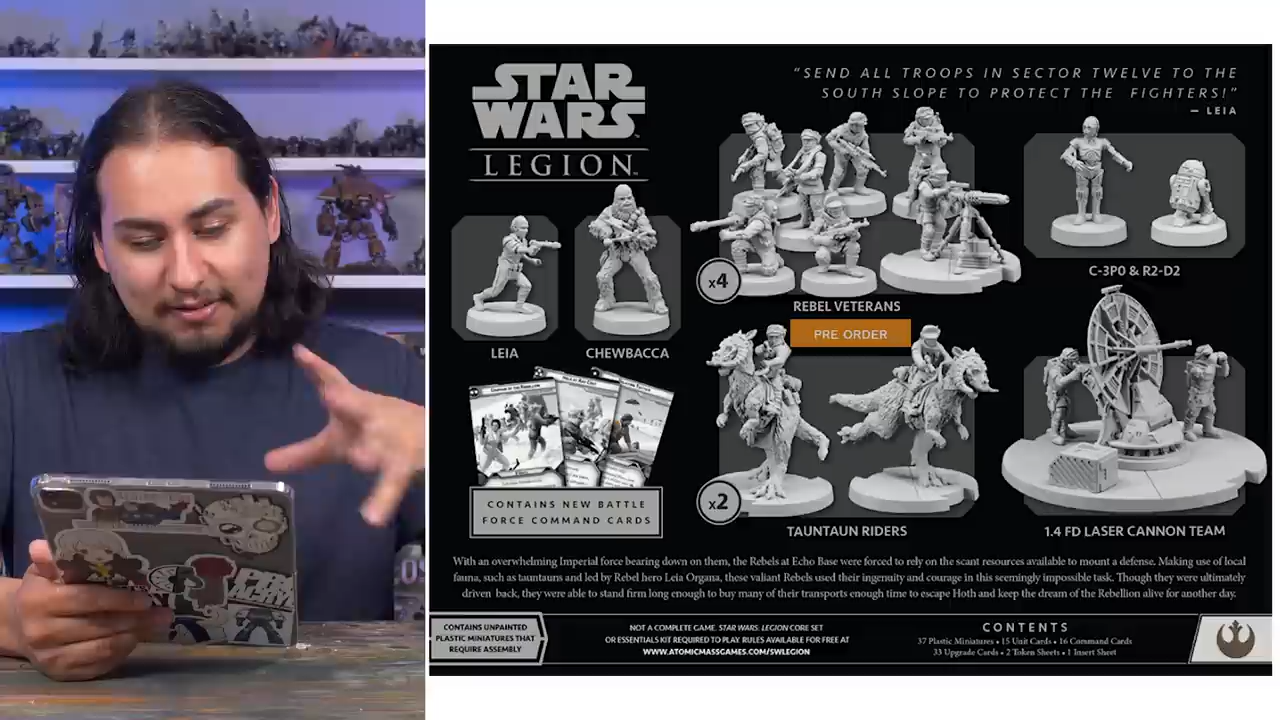 STAR
WARS
LEGION
"SEND ALL TROOPS IN SECTOR TWELVE TO THE
SOUTH SLOPE TO PROTECT THE FIGHTERS!"
— LEIA
LEIA
CHEWBACCA
x4
REBEL VETERANS
PRE ORDER
C-3P0 & R2-D2
CONTAINS NEW BATTLE
FORCE COMMAND CARDS
x2
TAUNTAUN RIDERS
1.4 FD LASER CANNON TEAM
With an overwhelming Imperial force bearing down on them, the Rebels at Echo Base were forced to rely on the scant resources available to mount a defense. Making use of local
fauna, such as tauntauns and led by Rebel hero Leia Organa, these valiant Rebels used their ingenuity and courage in this seemingly impossible task. Though they were ultimately
driven back, they were able to stand firm long enough to buy many of their transports enough time to escape Hoth and keep the dream of the Rebellion alive for another day.
CONTAINS UNPAINTED
PLASTIC MINIATURES THAT
REQUIRE ASSEMBLY
NOT A COMPLETE GAME. STAR WARS: LEGION CORE SET
OR ESSENTIALS KIT REQUIRED TO PLAY. RULES AVAILABLE FOR FREE AT
WWW.ATOMICMASSGAMES.COM/SWLEGION
CONTENTS
37 Plastic Miniatures • 15 Unit Cards • 16 Command Cards
33 Upgrade Cards • 2 Token Sheets • 1 Insert Sheet